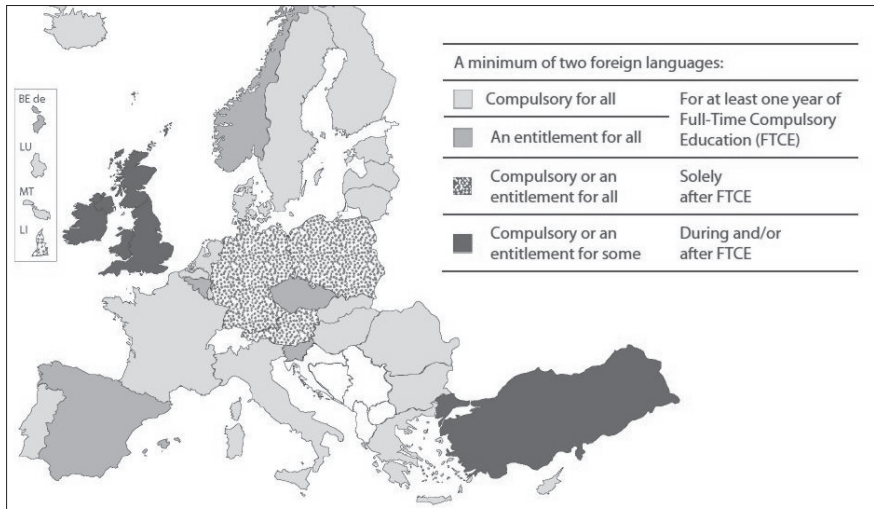 BE de
LU
MT
LI
A minimum of two foreign languages:
Compulsory for all
An entitlement for all
For at least one year of
Full-Time Compulsory
Education (FTCE)
Compulsory or an
entitlement for all
Solely
after FTCE
Compulsory or an
entitlement for some
During and/or
after FTCE